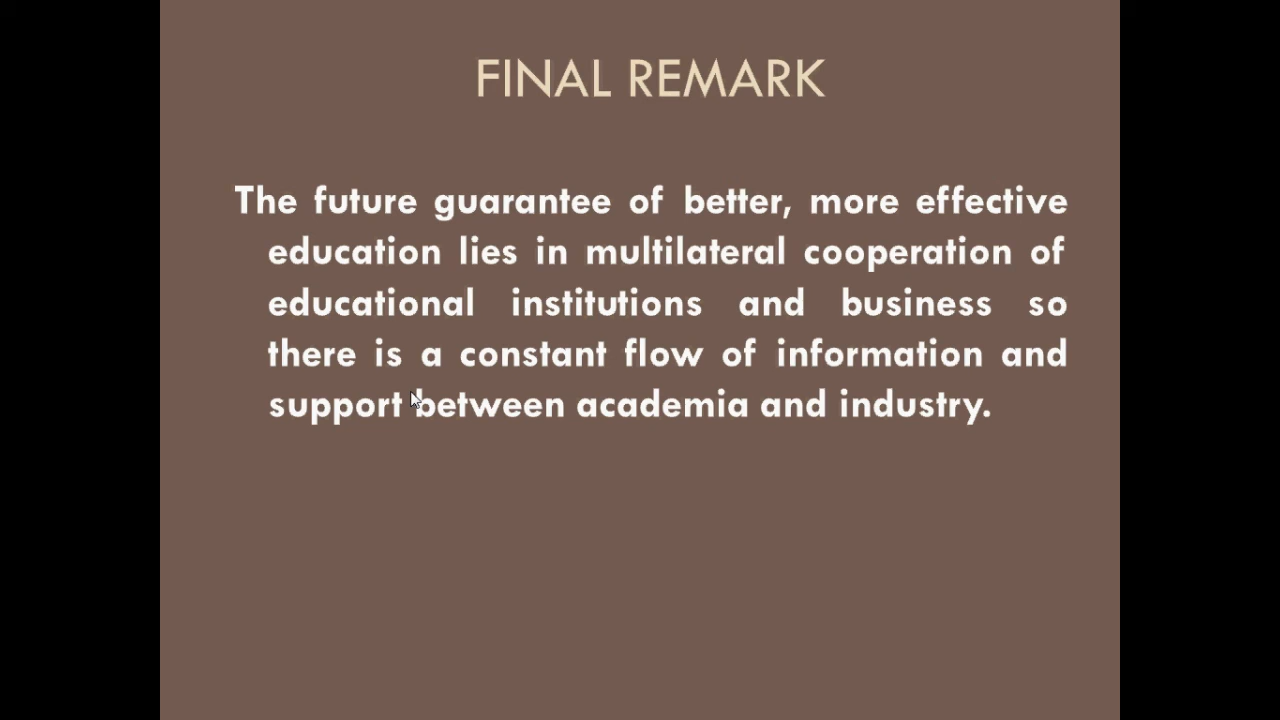 FINAL REMARK
The future guarantee of better, more effective
education lies in multilateral cooperation of
educational institutions and business so
there is a constant flow of information and
support between academia and industry.